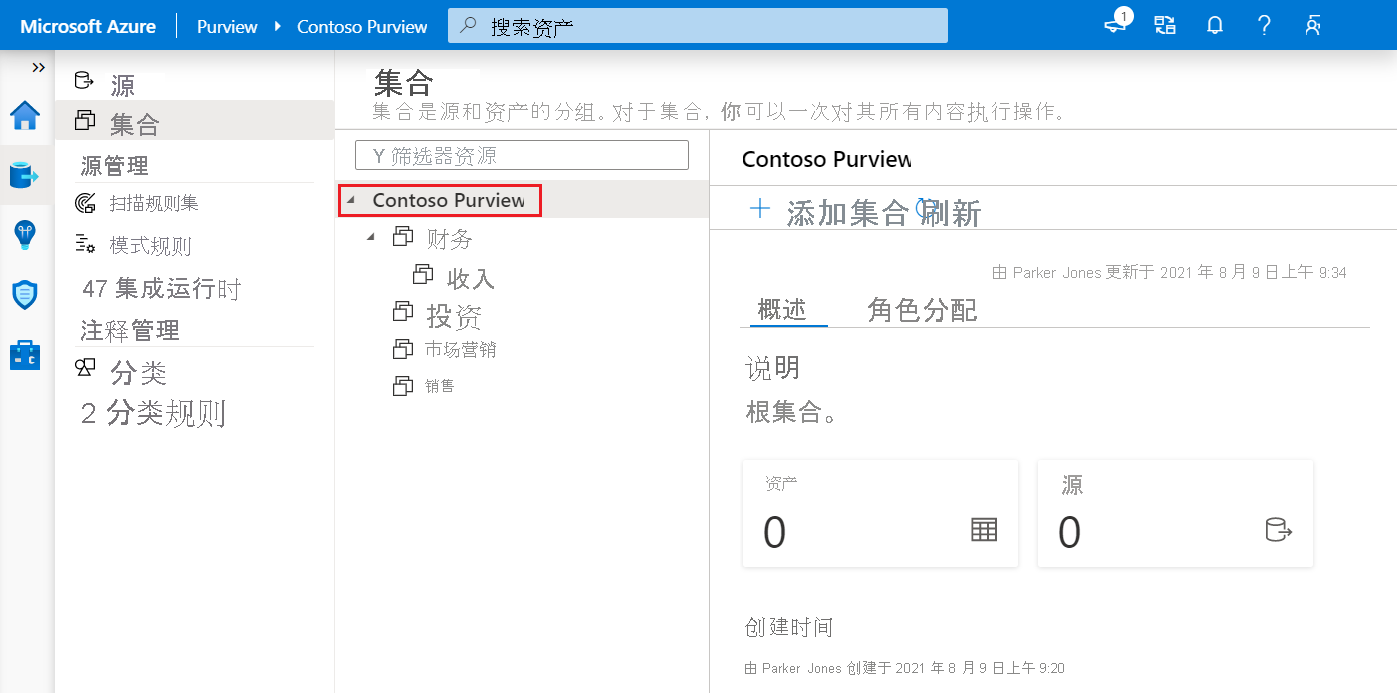 Microsoft Azure Purview Contoso Purview 搜索资产 1
源
集合
源管理
扫描规则集
模式规则
47 集成运行时
注释管理
分类
2 分类规则
集合
集合是源和资产的分组。对于集合，你可以一次对其所有内容执行操作。
Y 筛选器资源
Contoso Purview
财务
收入
投资
市场营销
销售
Contoso Purview
添加集合 刷新
由 Parker Jones 更新于 2021 年 8 月 9 日上午 9:34
概述 角色分配
说明
根集合。
资产
0
源
0
创建时间
由 Parker Jones 创建于 2021 年 8 月 9 日上午 9:20